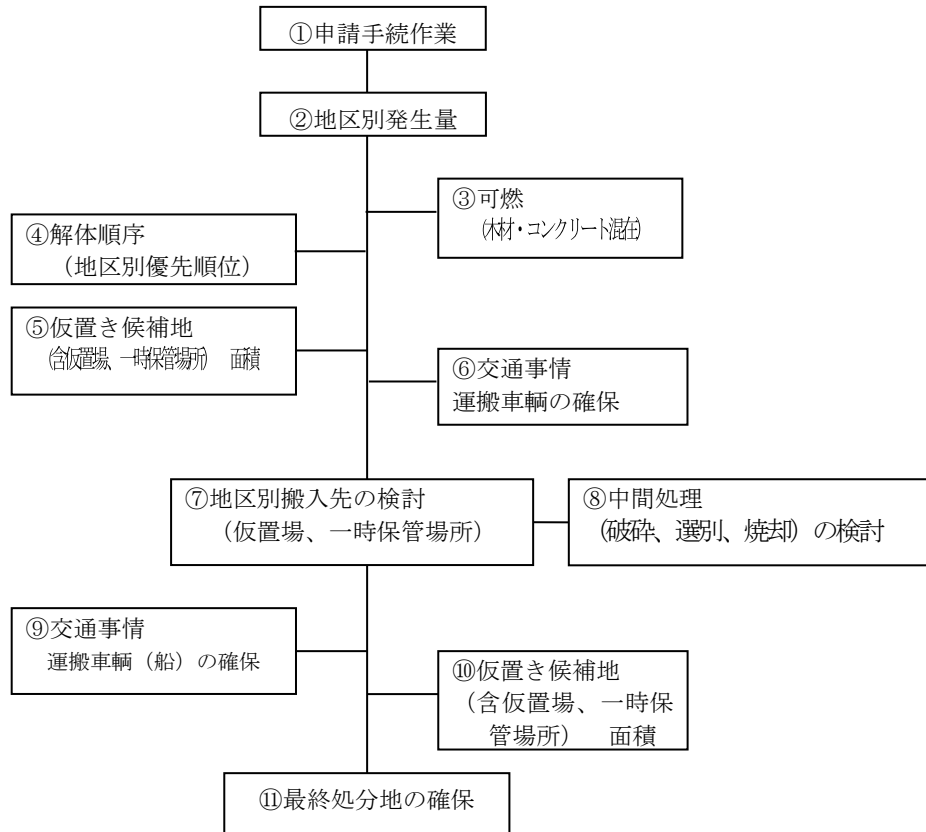 ①申請手続作業
②地区別発生量
③可燃
(木材・コンクリート混在)
④解体順序
（地区別優先順位）
⑤仮置き候補地
(含仮置場、一時保管場所)　面積
⑥交通事情
運搬車輌の確保
⑦地区別搬入先の検討
（仮置場、一時保管場所）
⑧中間処理
（破砕、選別、焼却）の検討
⑨交通事情
運搬車輌（船）の確保
⑩仮置き候補地
（含仮置場、一時保
管場所）　面積
⑪最終処分地の確保